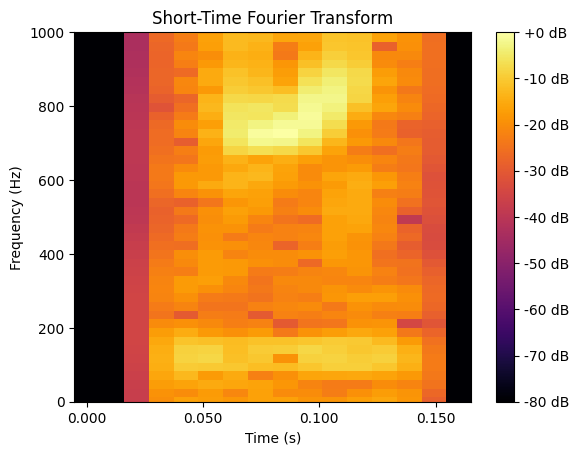 Short-Time Fourier Transform
1000
800
600
400
200
0
Frequency (Hz)
0.000
0.050
0.100
0.150
Time (s)
+0 dB
-10 dB
-20 dB
-30 dB
-40 dB
-50 dB
-60 dB
-70 dB
-80 dB